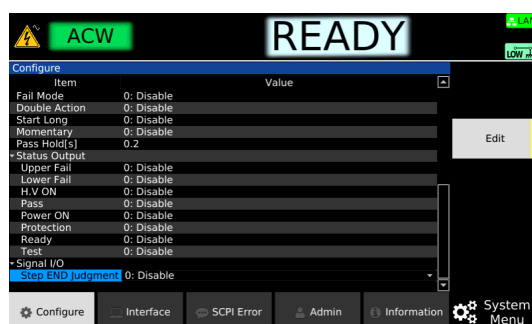 ACW
READY
LAN
LOW
Configure
Item Value
Fail Mode 0: Disable
Double Action 0: Disable
Start Long 0: Disable
Momentary 0: Disable
Pass Hold[s] 0.2
Status Output
Upper Fail 0: Disable
Lower Fail 0: Disable
H.V ON 0: Disable
Pass 0: Disable
Power ON 0: Disable
Protection 0: Disable
Ready 0: Disable
Test 0: Disable
Signal I/O
Step END Judgment 0: Disable
Edit
Configure Interface SCPI Error Admin Information
System
Menu